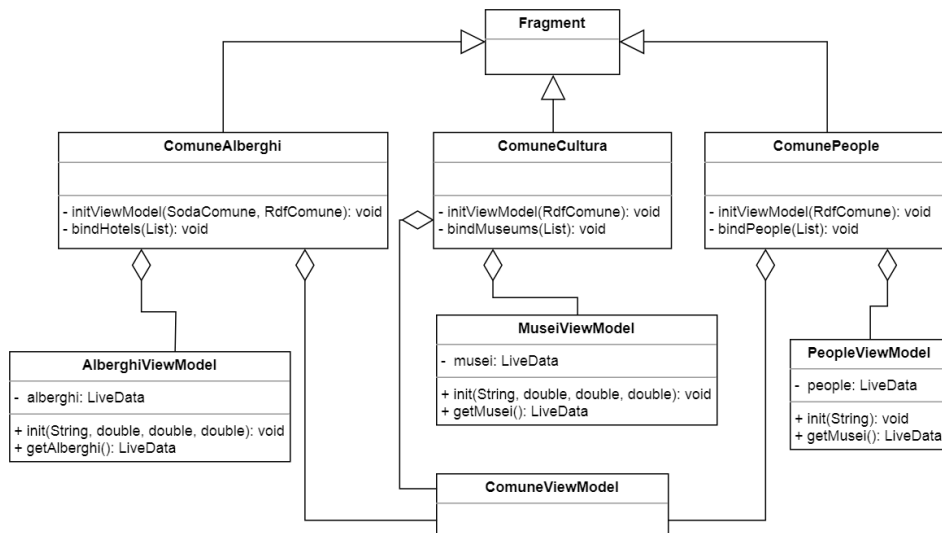 Fragment
ComuneAlberghi
- initViewModel(SodaComune, RdfComune): void
- bindHotels(List): void
ComuneCultura
- initViewModel(RdfComune): void
- bindMuseums(List): void
ComunePeople
- initViewModel(RdfComune): void
- bindPeople(List): void
AlberghiViewModel
- alberghi: LiveData
+ init(String, double, double, double): void
+ getAlberghi(): LiveData
MuseiViewModel
- musei: LiveData
+ init(String, double, double, double): void
+ getMusei(): LiveData
PeopleViewModel
- people: LiveData
+ init(String): void
+ getMusei(): LiveData
ComuneViewModel